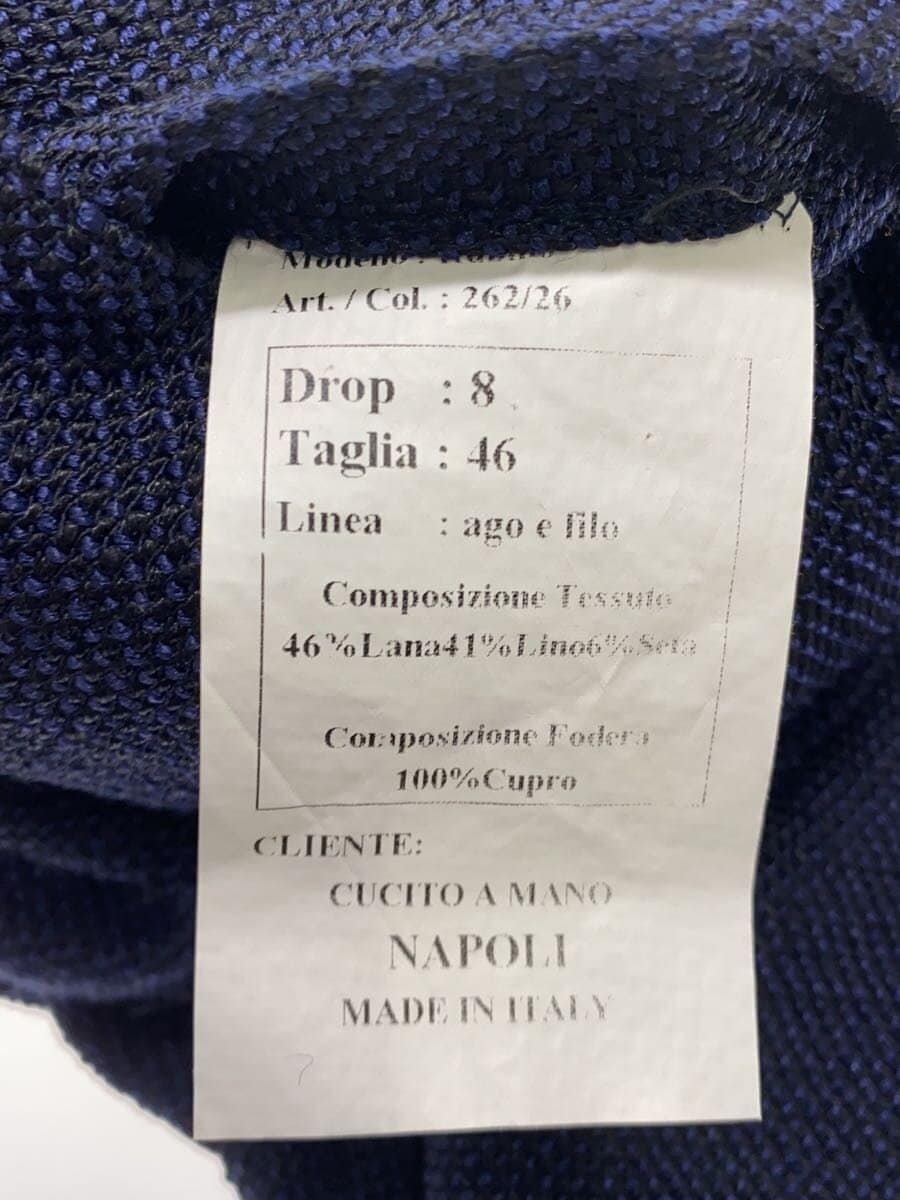 Modello :
Art. / Col. : 262/26
Drop : 8
Taglia : 46
Linea : ago e filo
Composizione Tessuto
46%Lana41%Lino6%Seta
Composizione Fodera
100%Cupro
CLIENTE:
CUCITO A MANO
NAPOLI
MADE IN ITALY